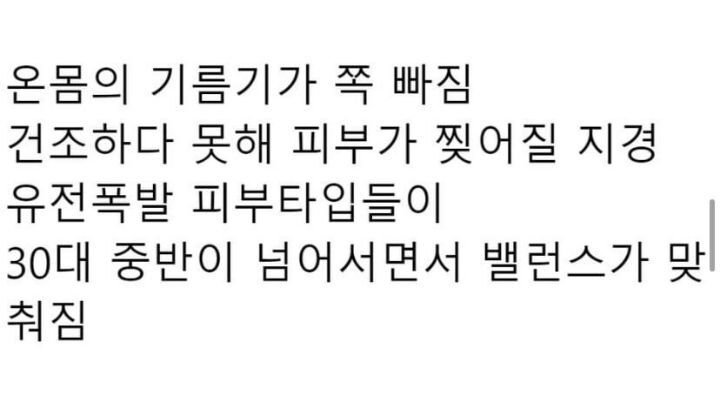 온몸의 기름기가 쪽 빠짐
건조하다 못해 피부가 찢어질 지경
유전폭발 피부타입들이
30대 중반이 넘어서면서 밸런스가 맞
춰짐